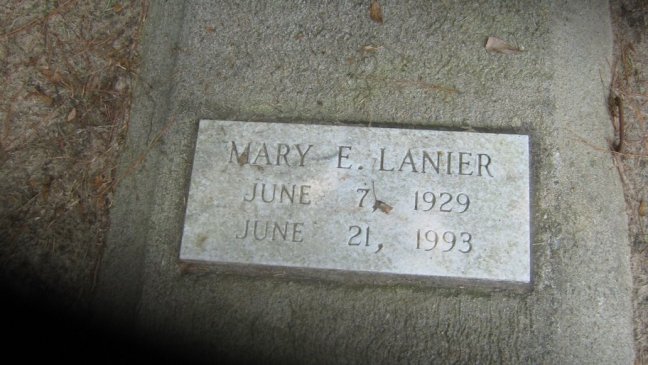 MARY E. LANIER
JUNE 7, 1929
JUNE 21, 1993